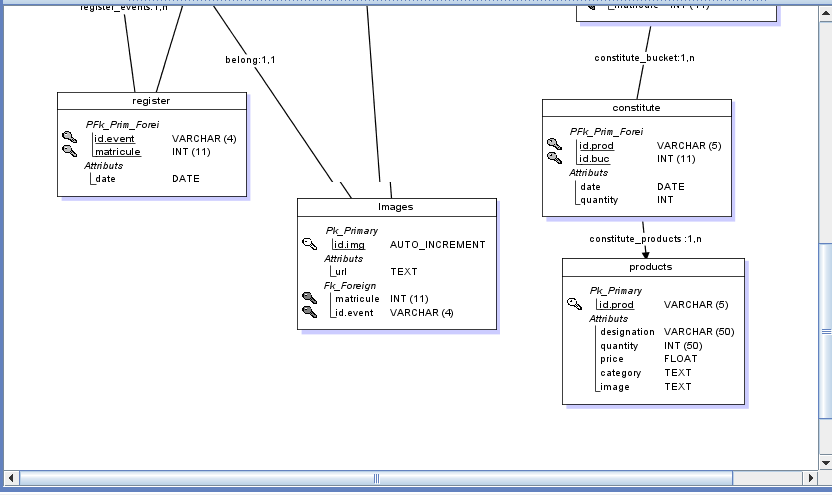 register_events:1,n
matricule INT (11)
belong:1,1
constitute_bucket:1,n
register
PFk_Prim_Forei
id.event VARCHAR (4)
matricule INT (11)
Attributs
date DATE
constitute
PFk_Prim_Forei
id.prod VARCHAR (5)
id.buc INT (11)
Attributs
date DATE
quantity INT
Images
Pk_Primary
id.img AUTO_INCREMENT
Attributs
url TEXT
Fk_Foreign
matricule INT (11)
id.event VARCHAR (4)
constitute_products :1,n
products
Pk_Primary
id.prod VARCHAR (5)
Attributs
designation VARCHAR (50)
quantity INT (50)
price FLOAT
category TEXT
image TEXT